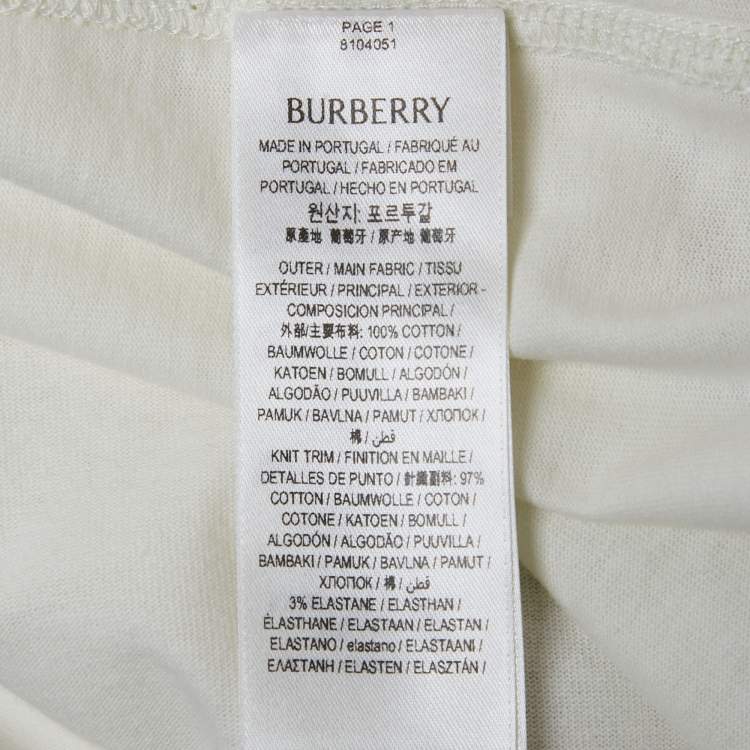 PAGE 1
8104051
BURBERRY
MADE IN PORTUGAL / FABRIQUÉ AU
PORTUGAL / FABRICADO EM
PORTUGAL / HECHO EN PORTUGAL
원산지: 포르투갈
原產地 葡萄牙 / 原产地 葡萄牙
OUTER / MAIN FABRIC / TISSU
EXTÉRIEUR / PRINCIPAL / EXTERIOR -
COMPOSICION PRINCIPAL /
外部/主要布料: 100% COTTON /
BAUMWOLLE / COTON / COTONE /
KATOEN / BOMULL / ALGODÓN /
ALGODÃO / PUUVILLA / ΒΑΜΒΑΚΙ /
PAMUK / BAVLNA / PAMUT / ХЛОПОК /
棉 / قطن /
KNIT TRIM / FINITION EN MAILLE /
DETALLES DE PUNTO / 針織副料: 97%
COTTON / BAUMWOLLE / COTON /
COTONE / KATOEN / BOMULL /
ALGODÓN / ALGODÃO / PUUVILLA /
ΒΑΜΒΑΚΙ / PAMUK / BAVLNA / PAMUT /
ХЛОПОК / 棉 / قطن /
3% ELASTANE / ELASTHAN /
ÉLASTHANE / ELASTAAN / ELASTAN /
ELASTANO / elastano / ELASTAANI /
ΕΛΑΣΤΑΝΗ / ELASTEN / ELASZTÁN /